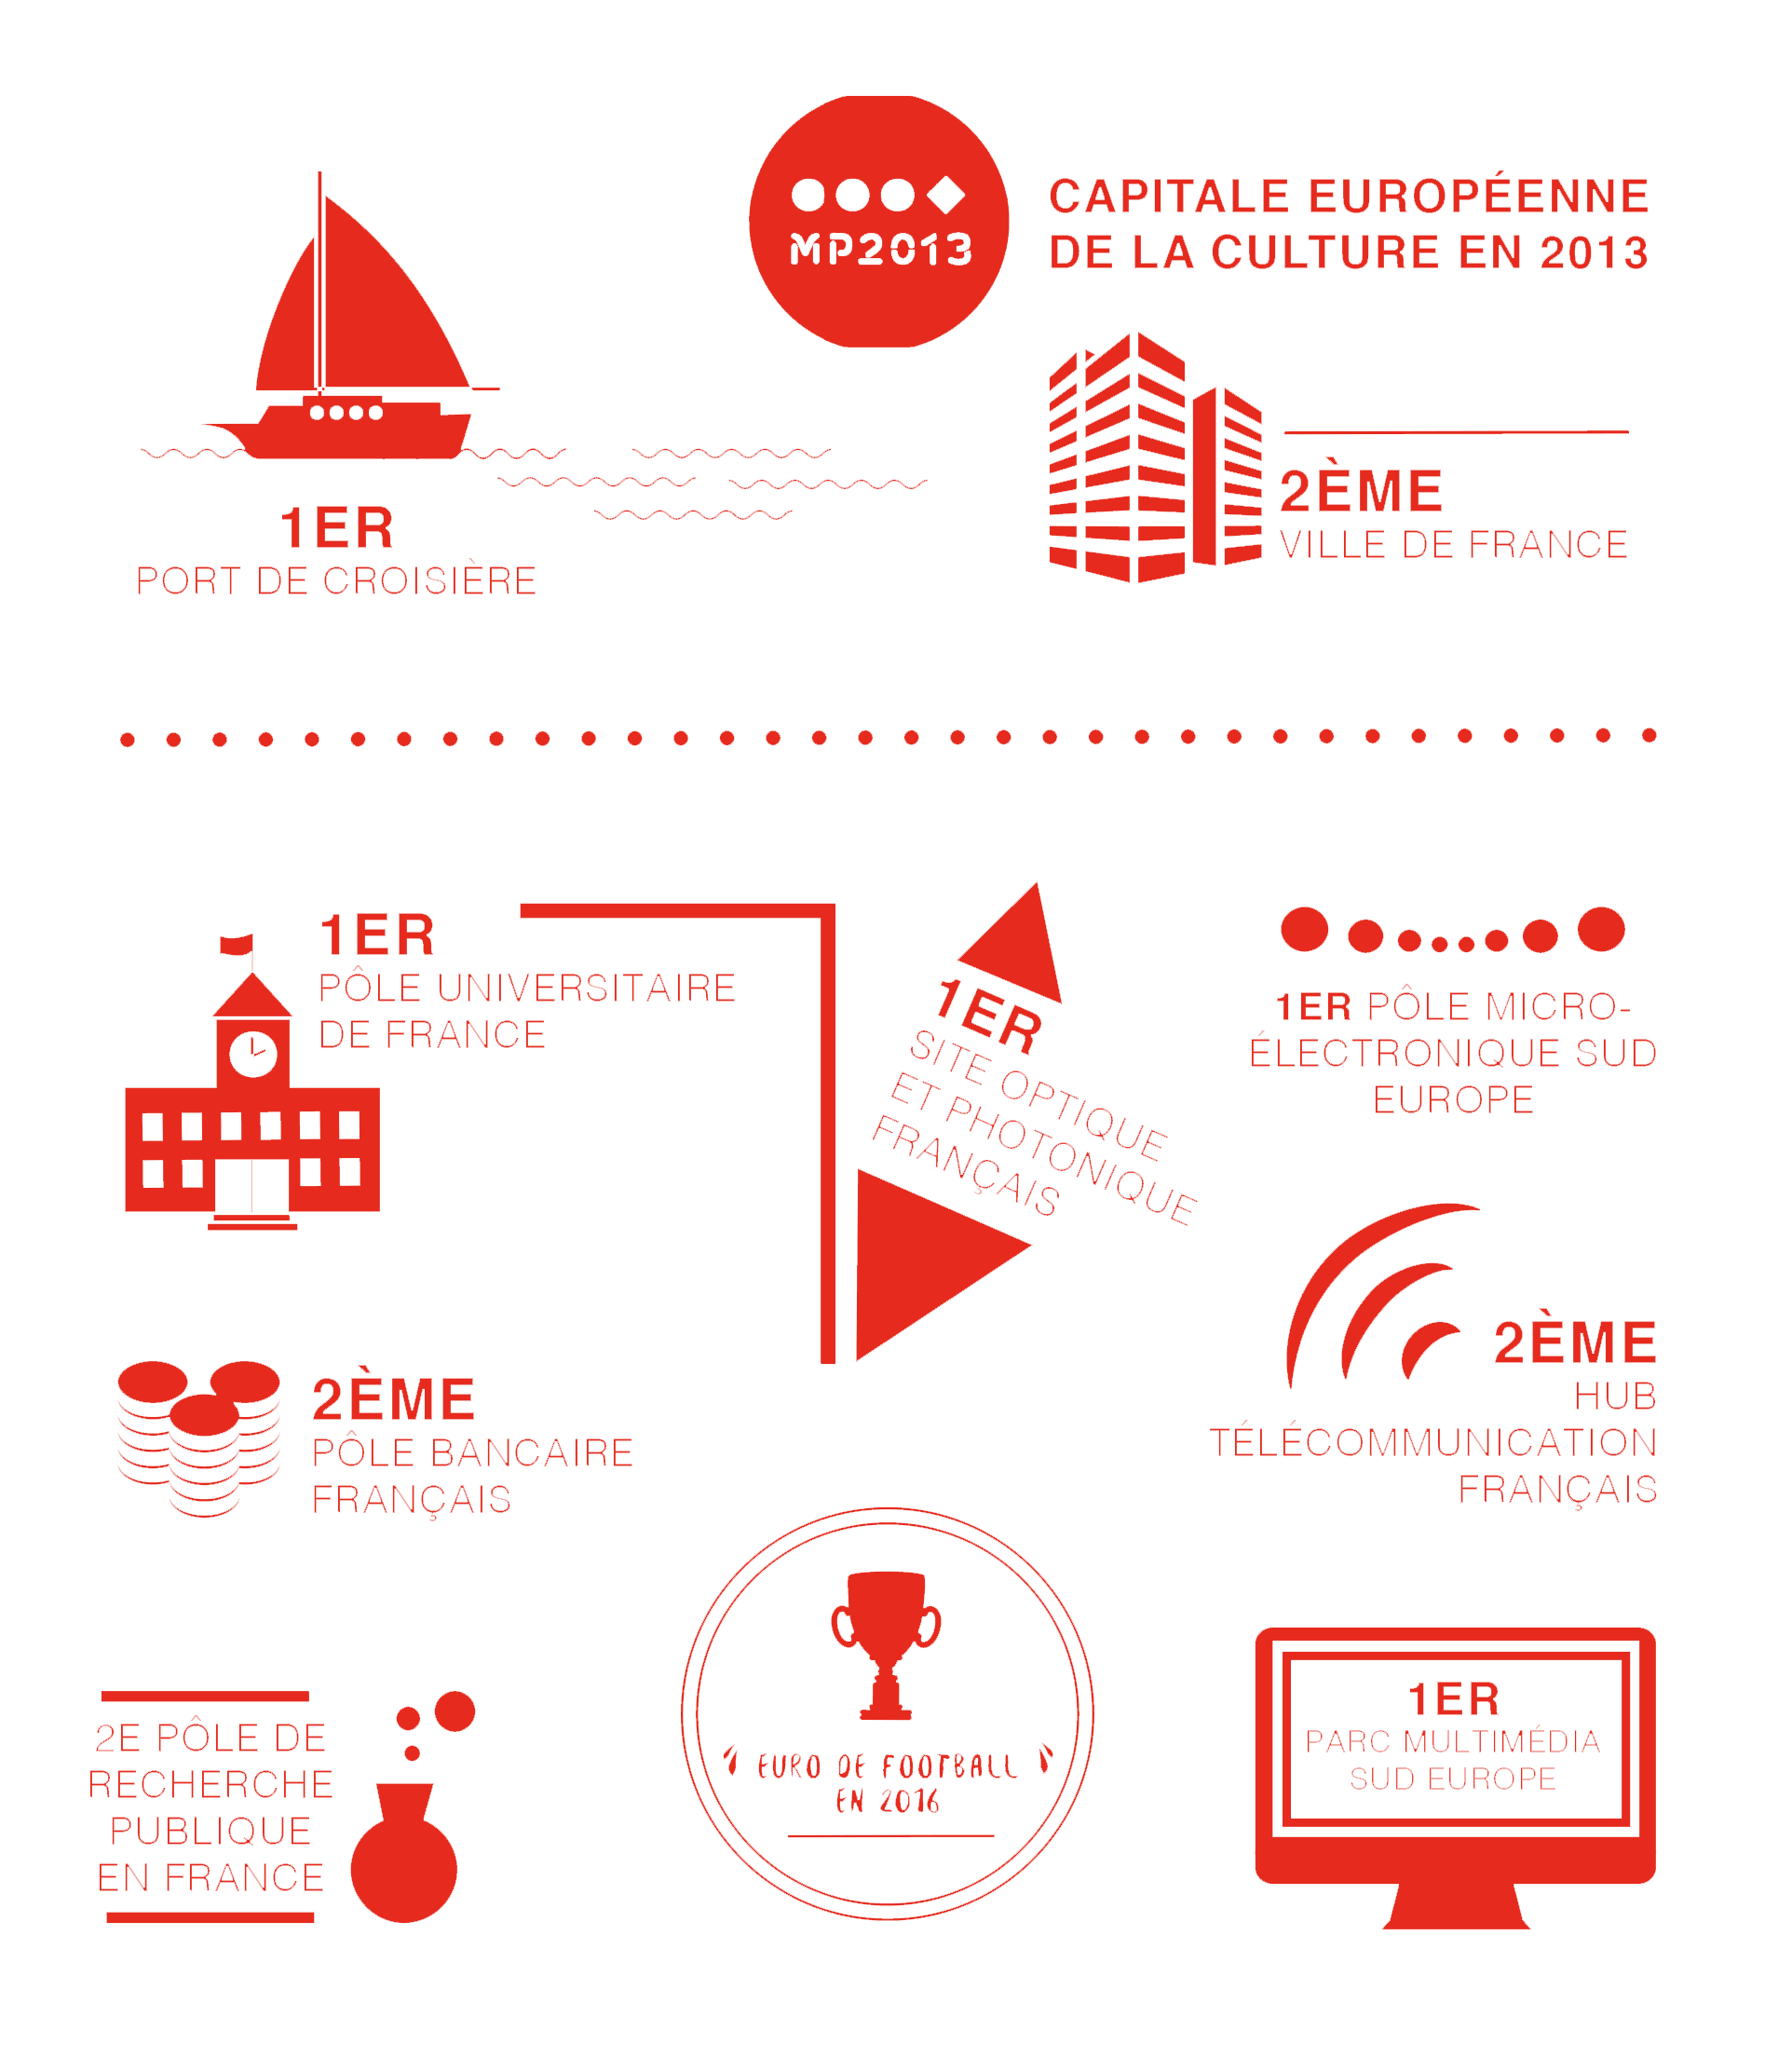 MP2013
CAPITALE EUROPÉENNE
DE LA CULTURE EN 2013
1ER
PORT DE CROISIÈRE
2ÈME
VILLE DE FRANCE
1ER
PÔLE UNIVERSITAIRE
DE FRANCE
1ER
SITE OPTIQUE
ET PHOTONIQUE
FRANÇAIS
1ER PÔLE MICRO-
ÉLECTRONIQUE SUD
EUROPE
2ÈME
PÔLE BANCAIRE
FRANÇAIS
2ÈME
HUB
TÉLÉCOMMUNICATION
FRANÇAIS
2E PÔLE DE
RECHERCHE
PUBLIQUE
EN FRANCE
EURO DE FOOTBALL
EN 2016
1ER
PARC MULTIMÉDIA
SUD EUROPE